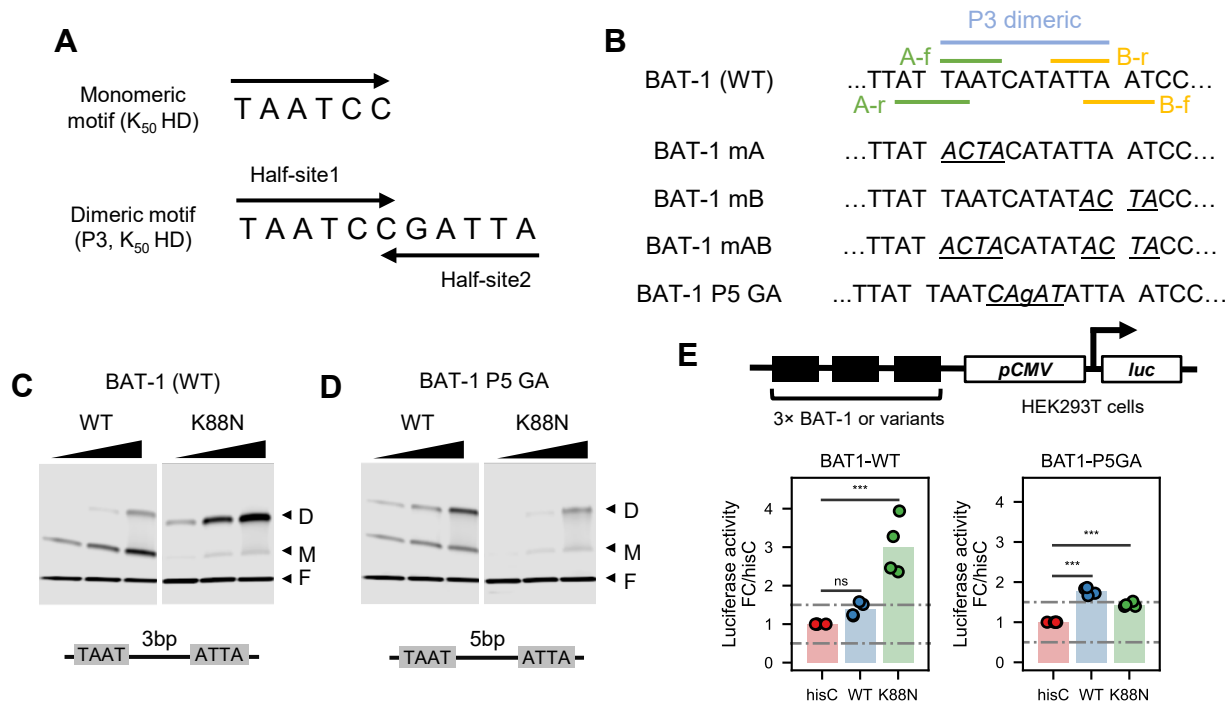 A
Monomeric
motif (K50 HD)
T A A T C C
Half-site1
Dimeric motif
(P3, K50 HD)
T A A T C C G A T T A
Half-site2
B
P3 dimeric
A-f
B-r
BAT-1 (WT)
...TTAT TAATCATATTA ATCC...
A-r
B-f
BAT-1 mA
...TTAT ACTACATATTA ATCC...
BAT-1 mB
...TTAT TAATCATATAC TACC...
BAT-1 mAB
...TTAT ACTACATATAC TACC...
BAT-1 P5 GA
...TTAT TAATCAgATATTA ATCC...
C
BAT-1 (WT)
WT
K88N
D
M
F
3bp
TAAT
ATTA
D
BAT-1 P5 GA
WT
K88N
D
M
F
5bp
TAAT
ATTA
E
pCMV
luc
3× BAT-1 or variants
HEK293T cells
BAT1-WT
Luciferase activity
FC/hisC
4
3
2
1
0
***
ns
hisC WT K88N
BAT1-P5GA
Luciferase activity
FC/hisC
4
3
2
1
0
***
***
hisC WT K88N